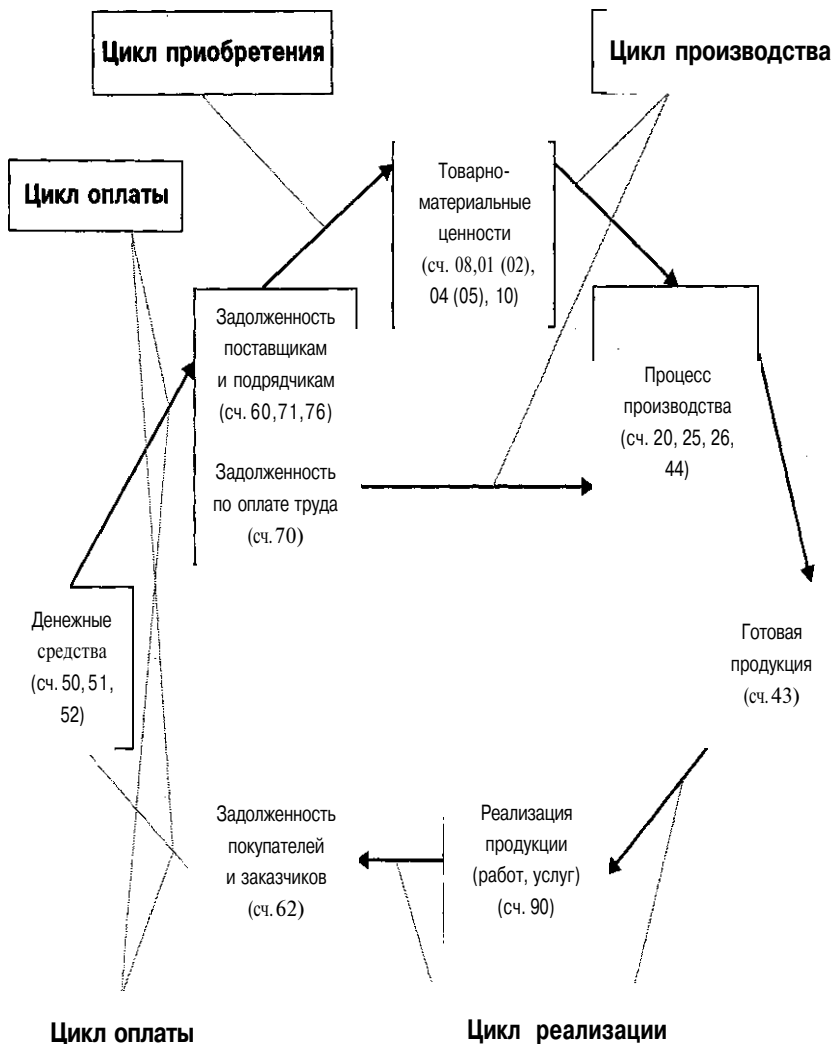 Цикл приобретения
Цикл производства
Цикл оплаты
Товарно-
материальные
ценности
(сч. 08,01 (02),
04 (05), 10)
Задолженность
поставщикам
и подрядчикам
(сч. 60,71,76)
Задолженность
по оплате труда
(сч. 70)
Процесс
производства
(сч. 20, 25, 26,
44)
Денежные
средства
(сч. 50, 51,
52)
Готовая
продукция
(сч. 43)
Задолженность
покупателей
и заказчиков
(сч. 62)
Реализация
продукции
(работ, услуг)
(сч. 90)
Цикл оплаты
Цикл реализации